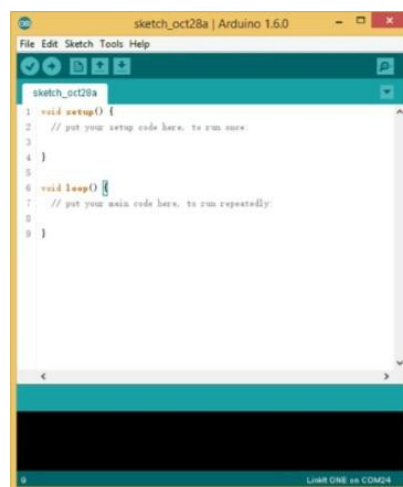 sketch_oct28a | Arduino 1.6.0
File Edit Sketch Tools Help
sketch_oct28a
1 void setup() {
2 // put your setup code here, to run once:
3
4 }
5
6 void loop() {
7 // put your main code here, to run repeatedly:
8
9 }
9
LinkIt ONE on COM24